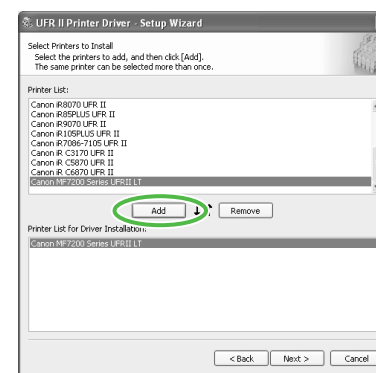 UFR II Printer Driver - Setup Wizard
Select Printers to Install
Select the printers to add, and then click [Add].
The same printer can be selected more than once.
Printer List:
Canon iR8070 UFR II
Canon iR85PLUS UFR II
Canon iR9070 UFR II
Canon iR105PLUS UFR II
Canon iR7086-7105 UFR II
Canon iR C3170 UFR II
Canon iR C5870 UFR II
Canon iR C6870 UFR II
Canon MF7200 Series UFRII LT
Add Remove
Printer List for Driver Installation:
Canon MF7200 Series UFRII LT
< Back Next > Cancel